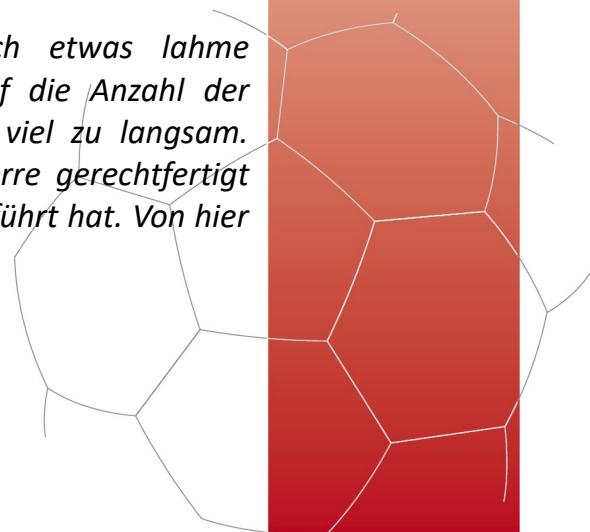 ch etwas lahme
f die Anzahl der
viel zu langsam.
rre gerechtfertigt
führt hat. Von hier